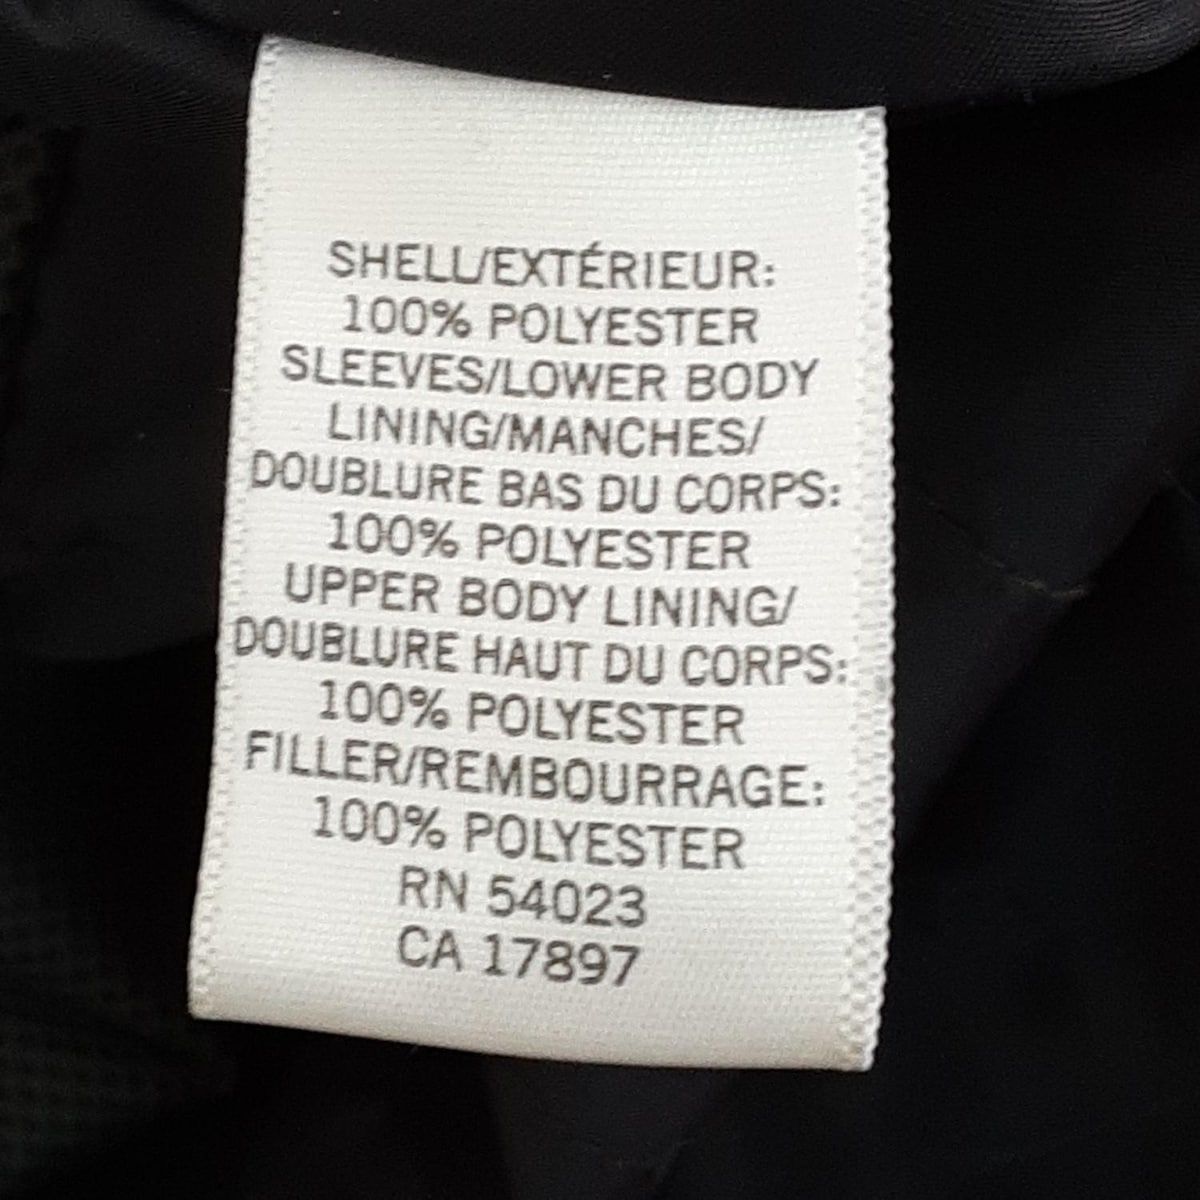 SHELL/EXTÉRIEUR:
100% POLYESTER
SLEEVES/LOWER BODY
LINING/MANCHES/
DOUBLURE BAS DU CORPS:
100% POLYESTER
UPPER BODY LINING/
DOUBLURE HAUT DU CORPS:
100% POLYESTER
FILLER/REMBOURRAGE:
100% POLYESTER
RN 54023
CA 17897